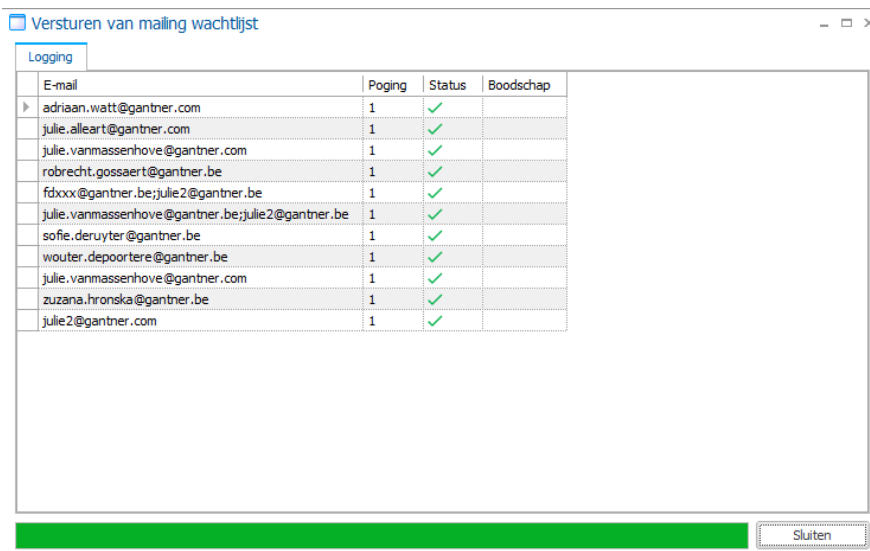 Versturen van mailing wachtlijst
Logging
E-mail Poging Status Boodschap
adriaan.watt@gantner.com 1
julie.alleart@gantner.com 1
julie.vanmassenhove@gantner.com 1
robrecht.gossaert@gantner.be 1
fdxxx@gantner.be;julie2@gantner.be 1
julie.vanmassenhove@gantner.be;julie2@gantner.be 1
sofie.deruyter@gantner.be 1
wouter.depoortere@gantner.be 1
julie.vanmassenhove@gantner.com 1
zuzana.hronska@gantner.be 1
julie2@gantner.com 1
Sluiten